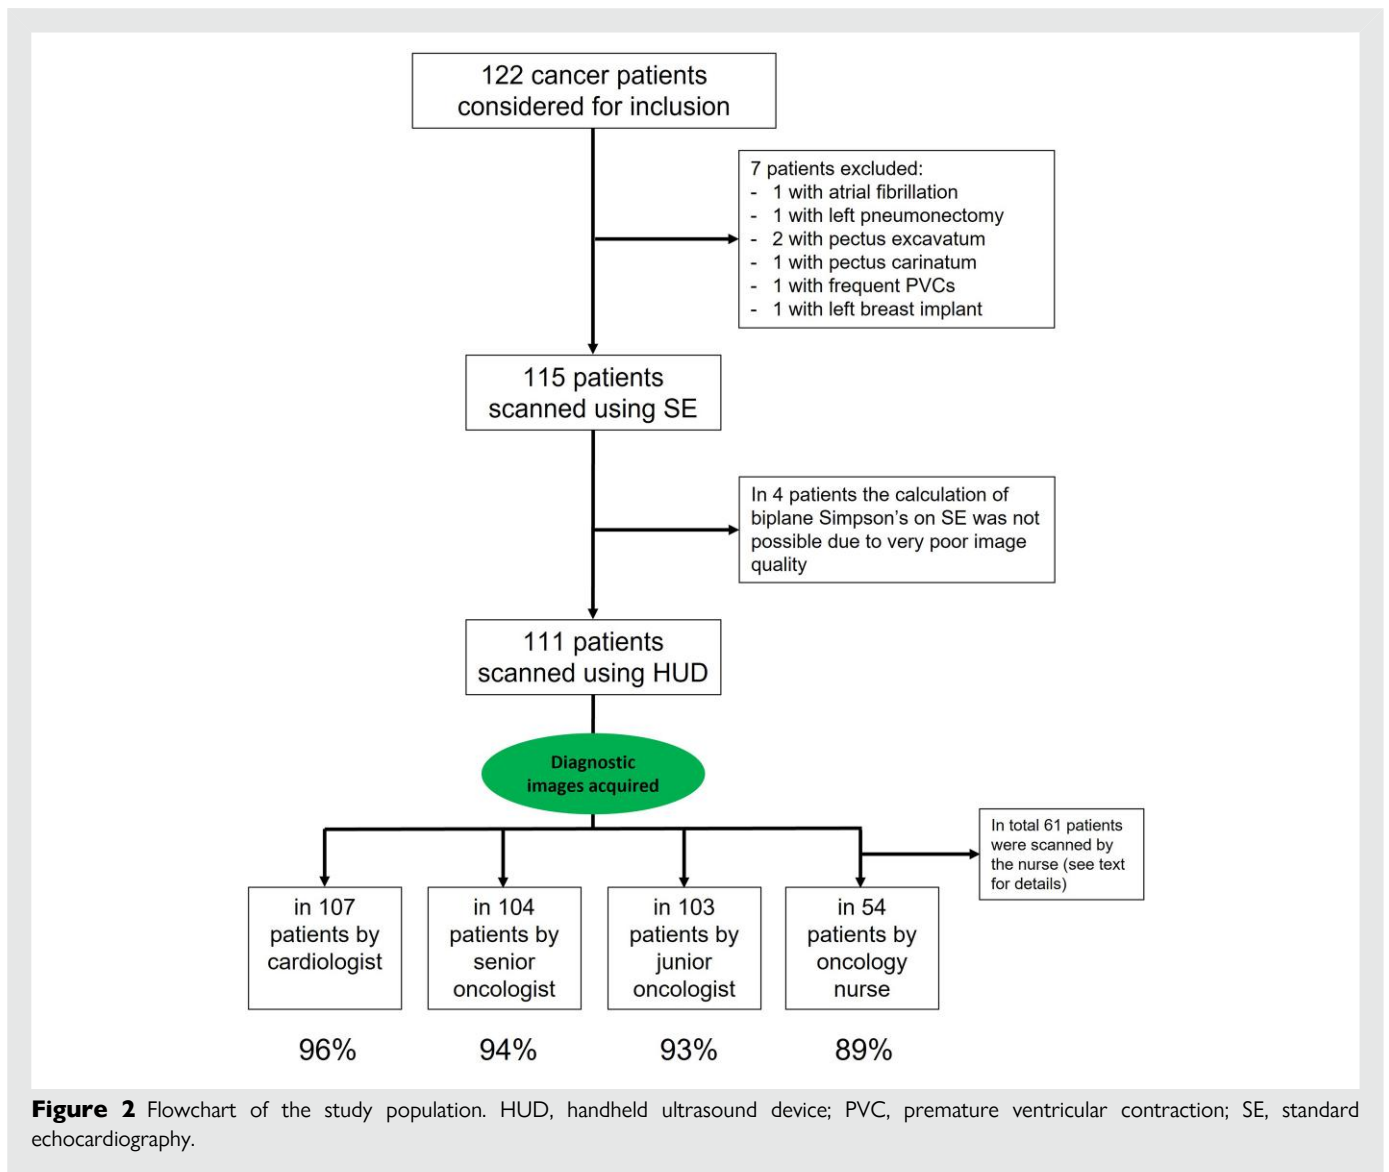 122 cancer patients
considered for inclusion
7 patients excluded:
- 1 with atrial fibrillation
- 1 with left pneumonectomy
- 2 with pectus excavatum
- 1 with pectus carinatum
- 1 with frequent PVCs
- 1 with left breast implant
115 patients
scanned using SE
In 4 patients the calculation of
biplane Simpson's on SE was not
possible due to very poor image
quality
111 patients
scanned using HUD
Diagnostic
images acquired
In total 61 patients
were scanned by
the nurse (see text
for details)
in 107
patients by
cardiologist
in 104
patients by
senior
oncologist
in 103
patients by
junior
oncologist
in 54
patients by
oncology
nurse
96%
94%
93%
89%
Figure 2 Flowchart of the study population. HUD, handheld ultrasound device; PVC, premature ventricular contraction; SE, standard
echocardiography.